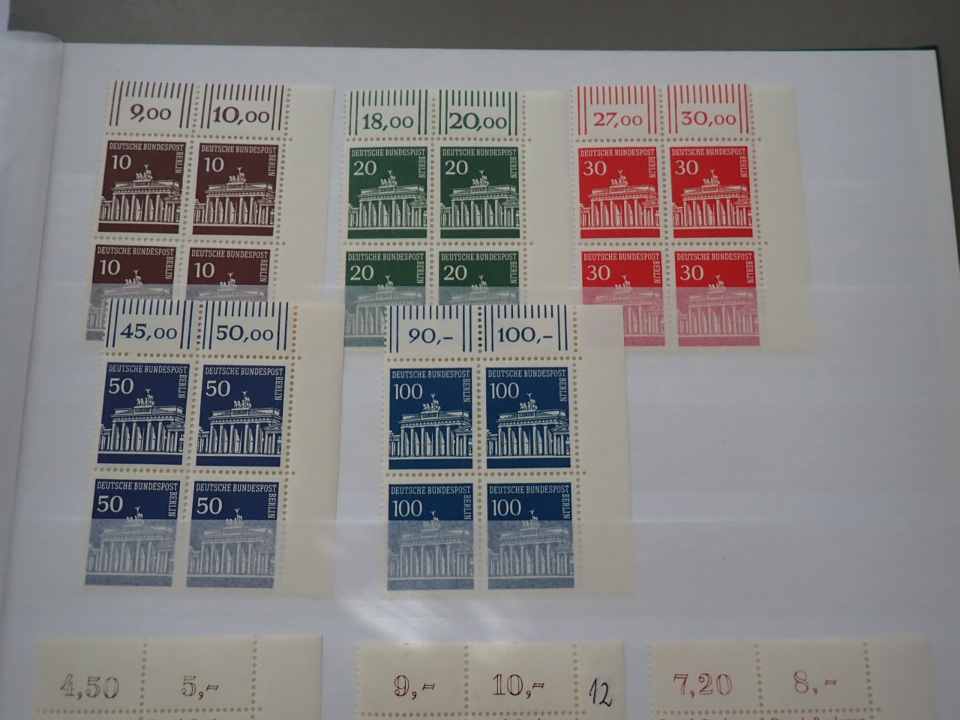 9,00 10,00
10 DEUTSCHE BUNDESPOST BERLIN
10 DEUTSCHE BUNDESPOST BERLIN
DEUTSCHE BUNDESPOST BERLIN 10
DEUTSCHE BUNDESPOST BERLIN 10
18,00 20,00
DEUTSCHE BUNDESPOST BERLIN 20
DEUTSCHE BUNDESPOST BERLIN 20
DEUTSCHE BUNDESPOST BERLIN 20
DEUTSCHE BUNDESPOST BERLIN 20
27,00 30,00
DEUTSCHE BUNDESPOST BERLIN 30
DEUTSCHE BUNDESPOST BERLIN 30
DEUTSCHE BUNDESPOST BERLIN 30
DEUTSCHE BUNDESPOST BERLIN 30
45,00 50,00
DEUTSCHE BUNDESPOST BERLIN 50
DEUTSCHE BUNDESPOST BERLIN 50
DEUTSCHE BUNDESPOST BERLIN 50
DEUTSCHE BUNDESPOST BERLIN 50
90,- 100,-
DEUTSCHE BUNDESPOST BERLIN 100
DEUTSCHE BUNDESPOST BERLIN 100
DEUTSCHE BUNDESPOST BERLIN 100
DEUTSCHE BUNDESPOST BERLIN 100
4,50 5,-
9,- 10,- 12
7,20 8,-